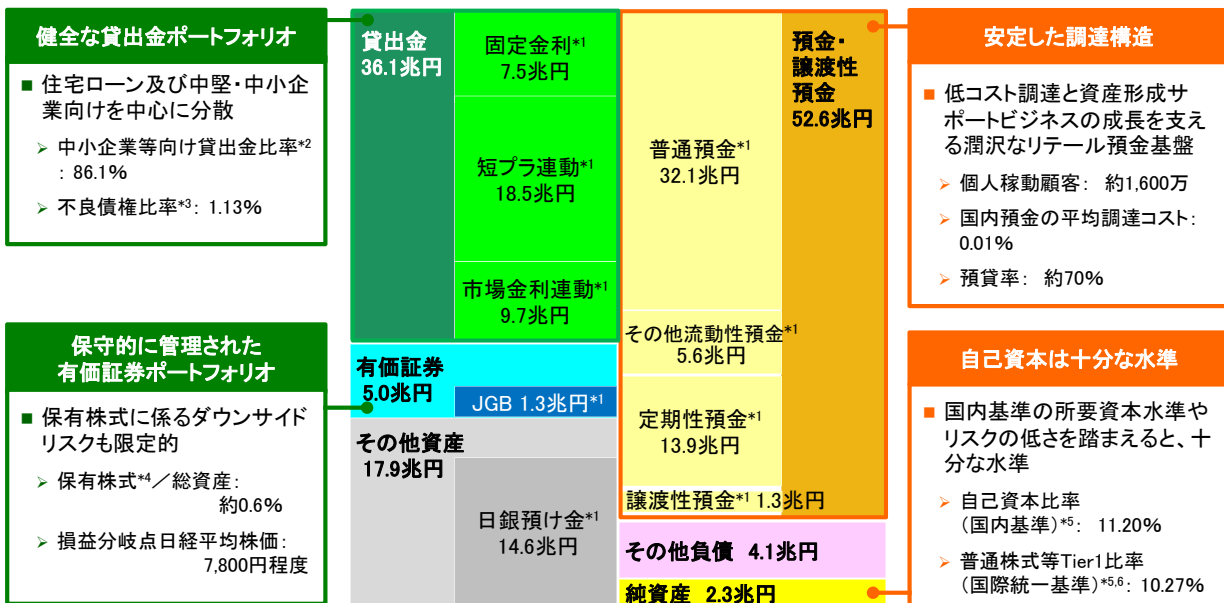 健全な貸出金ポートフォリオ
■ 住宅ローン及び中堅・中小企
業向けを中心に分散
➢ 中小企業等向け貸出金比率*2
: 86.1%
➢ 不良債権比率*3: 1.13%
保守的に管理された
有価証券ポートフォリオ
■ 保有株式に係るダウンサイド
リスクも限定的
➢ 保有株式*4／総資産:
約0.6%
➢ 損益分岐点日経平均株価:
7,800円程度
貸出金
36.1兆円
固定金利*1
7.5兆円
短プラ連動*1
18.5兆円
市場金利連動*1
9.7兆円
有価証券
5.0兆円
JGB 1.3兆円*1
その他資産
17.9兆円
日銀預け金*1
14.6兆円
預金・
譲渡性
預金
52.6兆円
普通預金*1
32.1兆円
その他流動性預金*1
5.6兆円
定期性預金*1
13.9兆円
譲渡性預金*1 1.3兆円
その他負債 4.1兆円
純資産 2.3兆円
安定した調達構造
■ 低コスト調達と資産形成サ
ポートビジネスの成長を支え
る潤沢なリテール預金基盤
➢ 個人稼動顧客: 約1,600万
➢ 国内預金の平均調達コスト:
0.01%
➢ 預貸率: 約70%
自己資本は十分な水準
■ 国内基準の所要資本水準や
リスクの低さを踏まえると、十
分な水準
➢ 自己資本比率
(国内基準)*5: 11.20%
➢ 普通株式等Tier1比率
(国際統一基準)*5,6: 10.27%